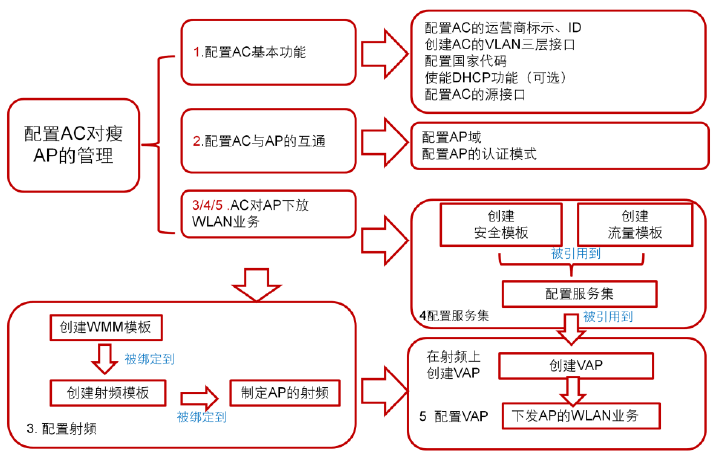 配置AC对瘦
AP的管理
1.配置AC基本功能
配置AC的运营商标示、ID
创建AC的VLAN三层接口
配置国家代码
使能DHCP功能（可选）
配置AC的源接口
2.配置AC与AP的互通
配置AP域
配置AP的认证模式
3/4/5 .AC对AP下放
WLAN业务
创建
安全模板
创建
流量模板
被引用到
配置服务集
4配置服务集
被引用到
创建WMM模板
被绑定到
创建射频模板
被绑定到
制定AP的射频
3. 配置射频
在射频上
创建VAP
创建VAP
5 配置VAP
下发AP的WLAN业务